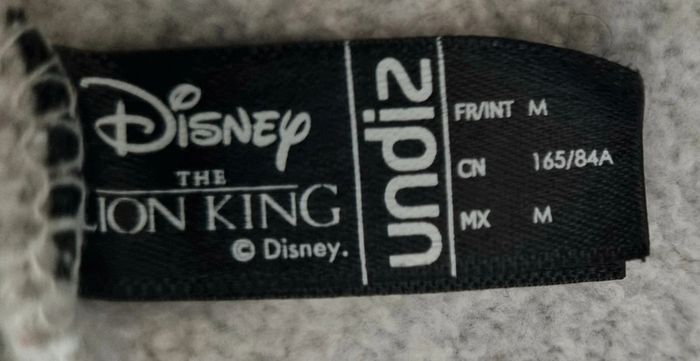 Disney
THE
LION KING
© Disney.
undiz
FR/INT M
CN 165/84A
MX M